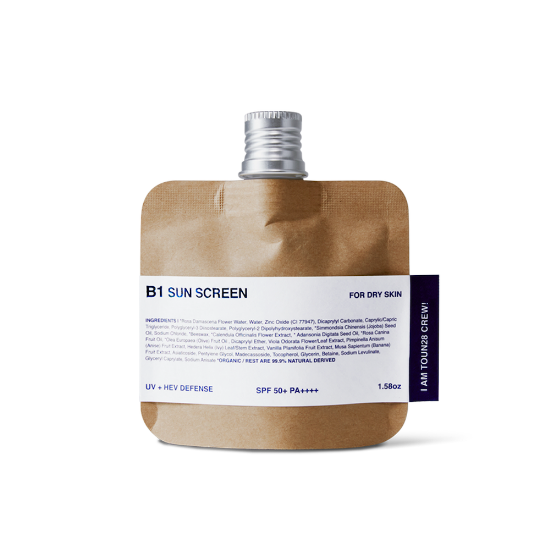 B1 SUN SCREEN
FOR DRY SKIN
INGREDIENTS / *Rosa Damascena Flower Water, Water, Zinc Oxide (CI 77947), Dicaprylyl Carbonate, Caprylic/Capric
Triglyceride, Polyglyceryl-3 Diisostearate, Polyglyceryl-2 Dipolyhydroxystearate, *Simmondsia Chinensis (Jojoba) Seed
Oil, Sodium Chloride, *Beeswax, *Calendula Officinalis Flower Extract, * Adansonia Digitata Seed Oil, *Rosa Canina
Fruit Oil, *Olea Europaea (Olive) Fruit Oil, Dicaprylyl Ether, Viola Odorata Flower/Leaf Extract, Pimpinella Anisum
(Anise) Fruit Extract, Hedera Helix (Ivy) Leaf/Stem Extract, Vanilla Planifolia Fruit Extract, Musa Sapientum (Banana)
Fruit Extract, Asiaticoside, Pentylene Glycol, Madecassoside, Tocopherol, Glycerin, Betaine, Sodium Levulinate,
Glyceryl Caprylate, Sodium Anisate *ORGANIC / REST ARE 99.9% NATURAL DERIVED
UV + HEV DEFENSE
SPF 50+ PA++++
1.58oz
I AM TOUN28 CREW!